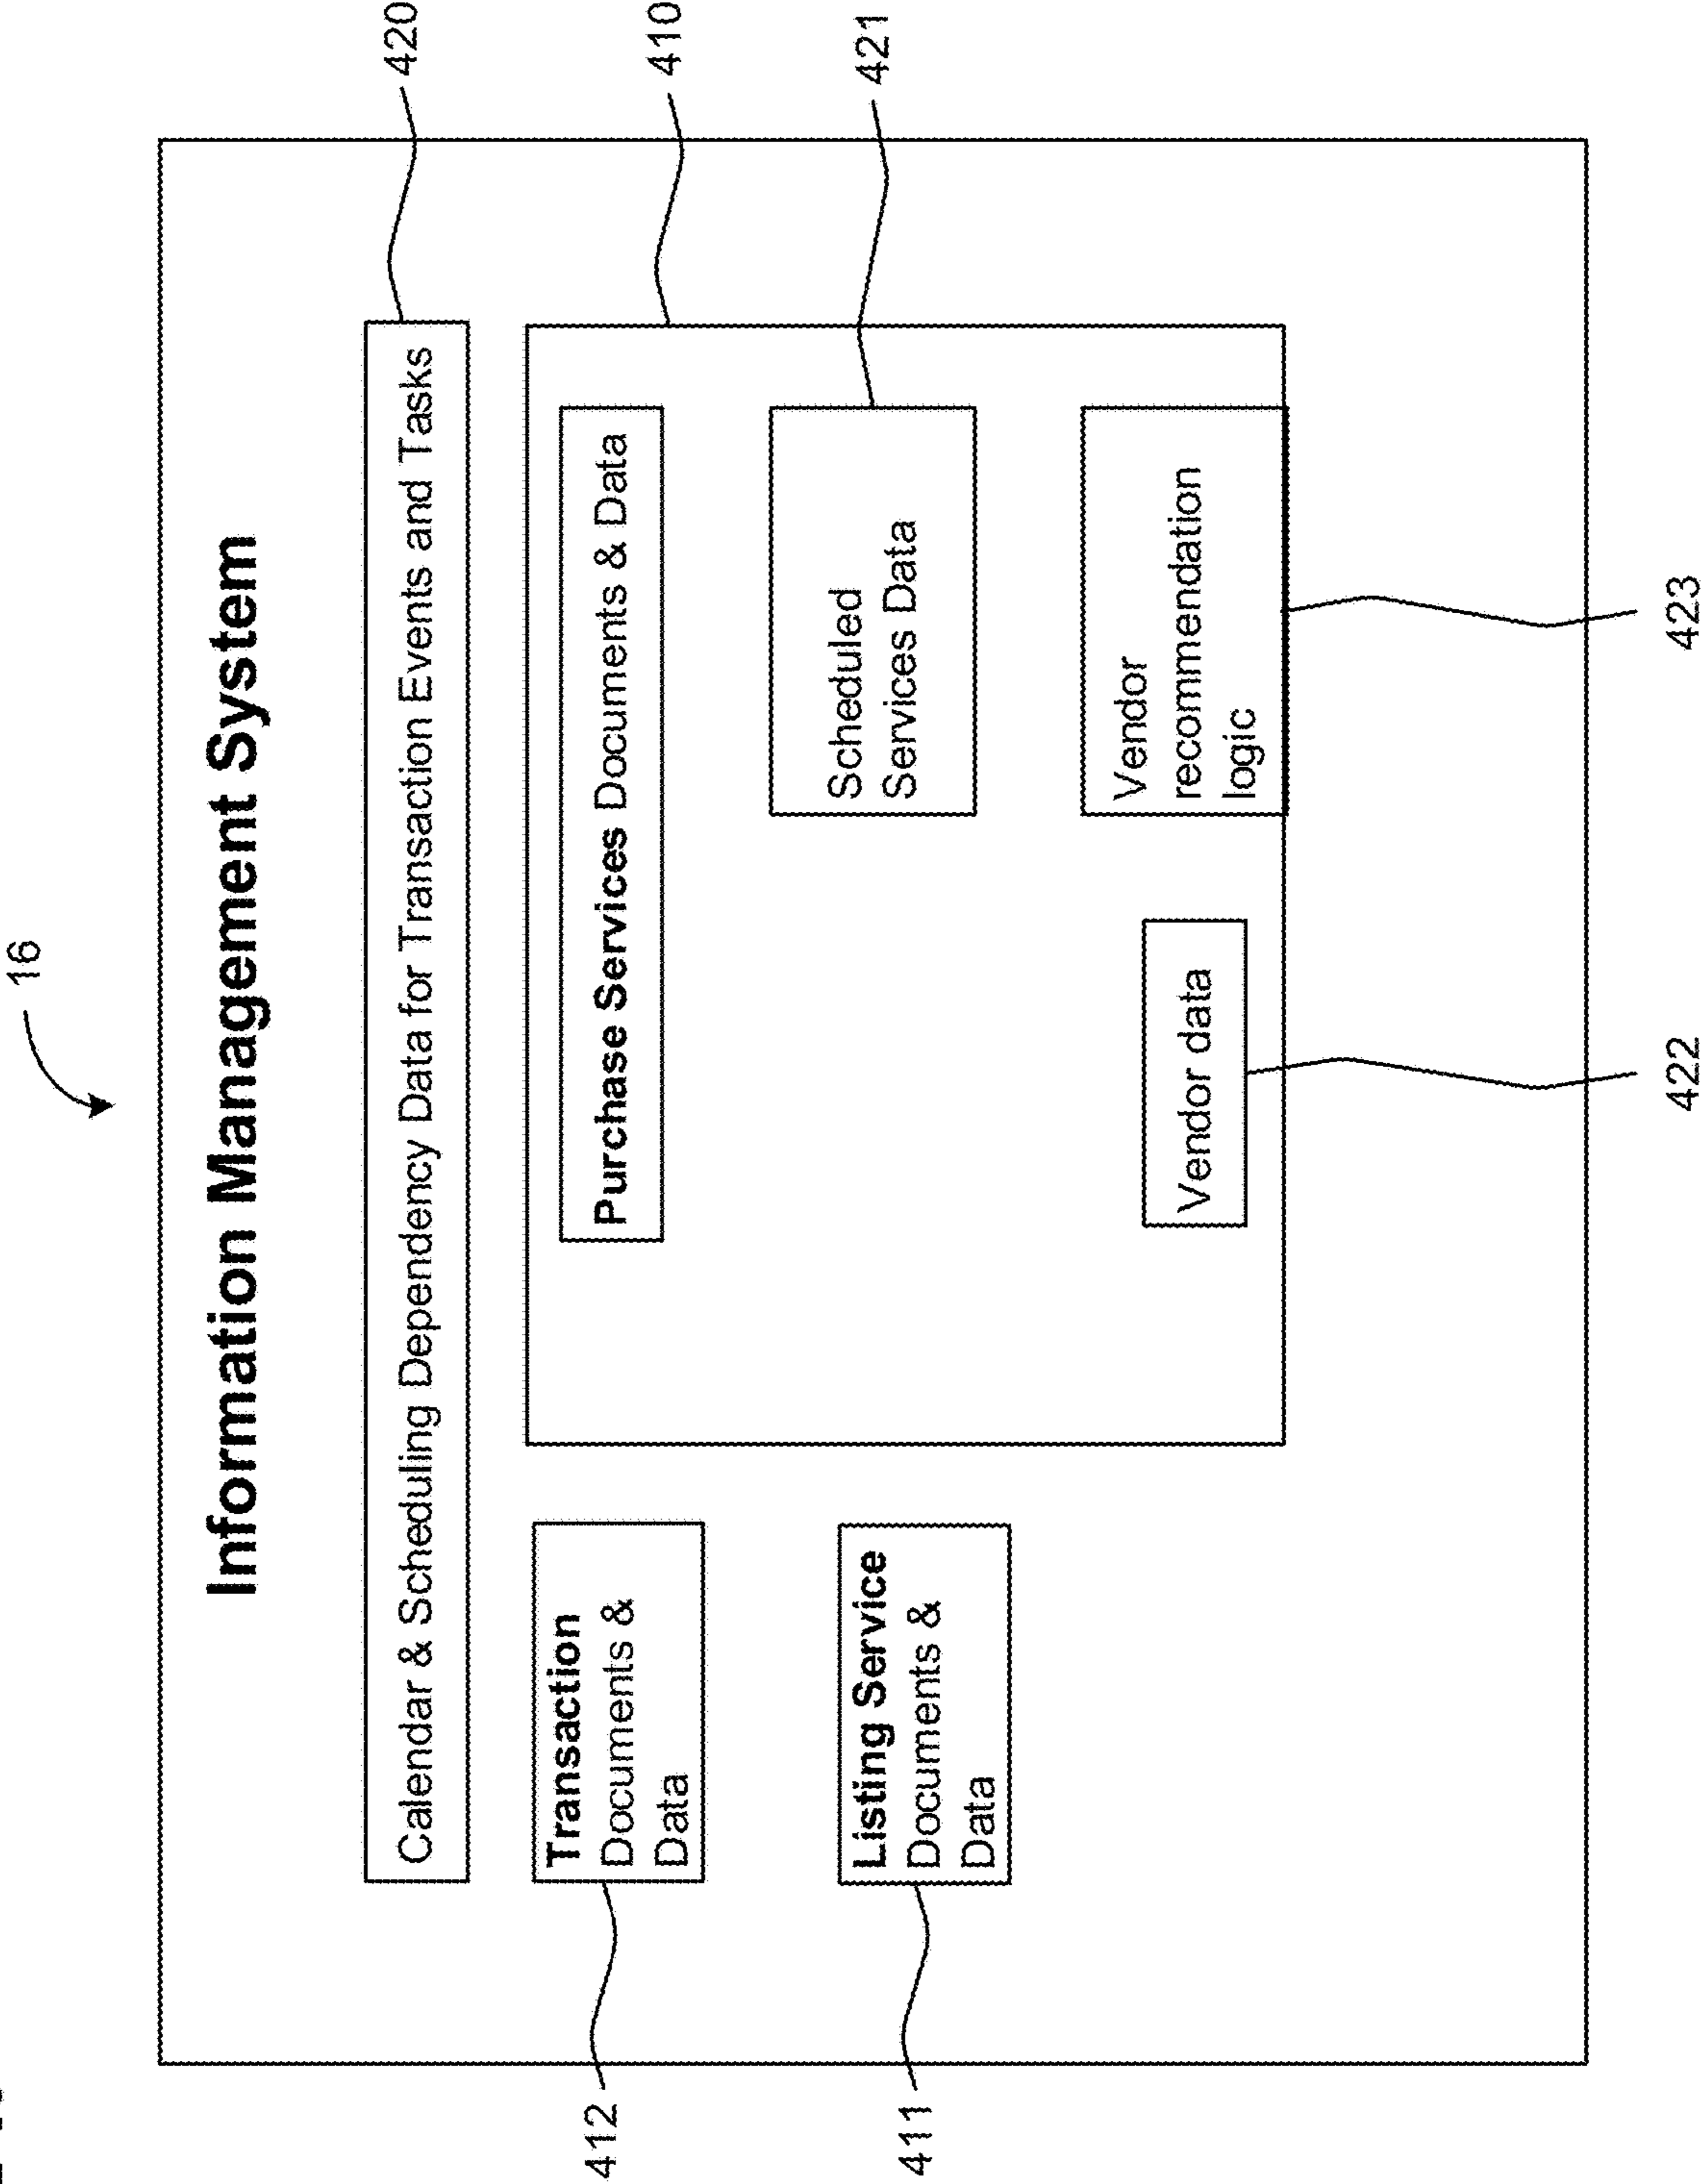 16
Information Management System
Calendar & Scheduling Dependency Data for Transaction Events and Tasks
420
412
Transaction
Documents &
Data
Purchase Services Documents & Data
410
411
Listing Service
Documents &
Data
Scheduled
Services Data
421
Vendor data
Vendor
recommendation
logic
422
423